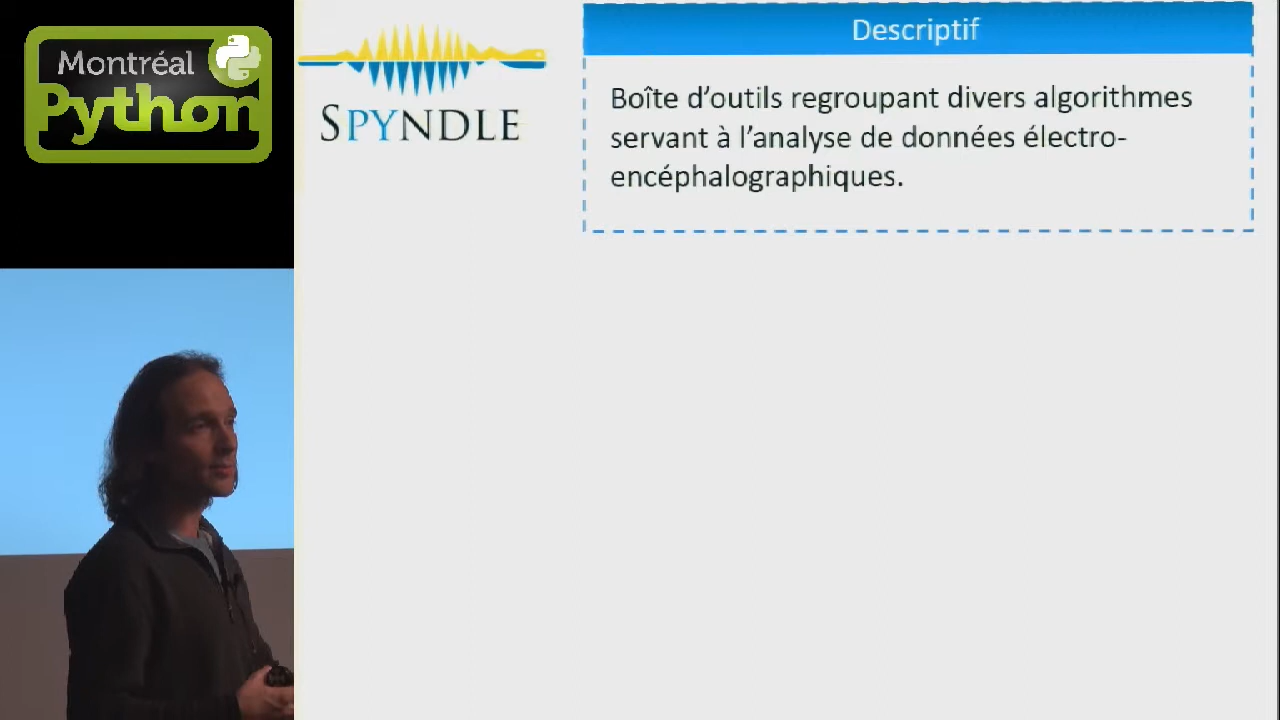 Montréal
Python
SPYNDLE
Descriptif
Boîte d'outils regroupant divers algorithmes
servant à l'analyse de données électro-
encéphalographiques.